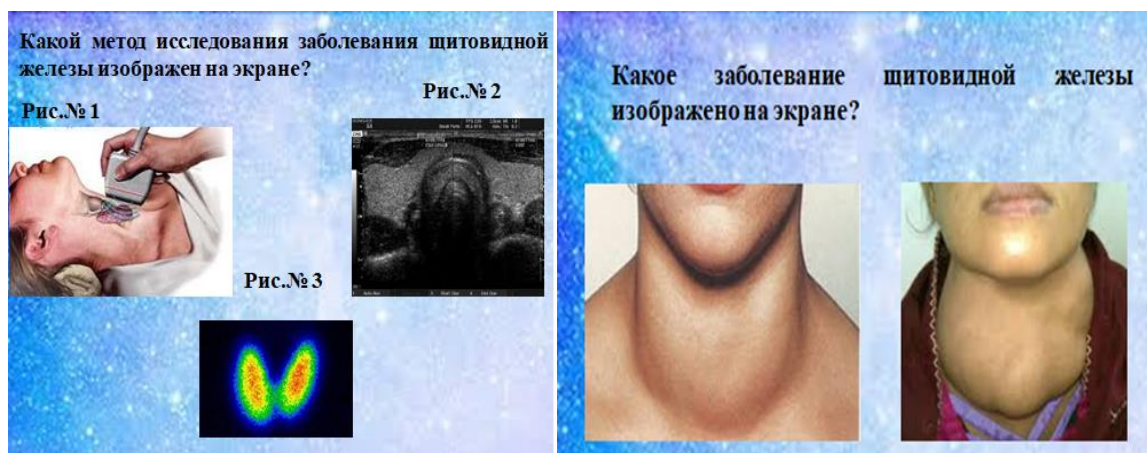 Какой метод исследования заболевания щитовидной
железы изображен на экране?
Рис.№ 1
Рис.№ 2
Рис.№ 3
Какое заболевание щитовидной железы
изображено на экране?